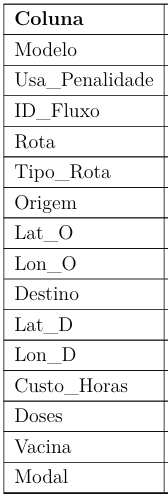 Coluna
Modelo
Usa_Penalidade
ID_Fluxo
Rota
Tipo_Rota
Origem
Lat_O
Lon_O
Destino
Lat_D
Lon_D
Custo_Horas
Doses
Vacina
Modal